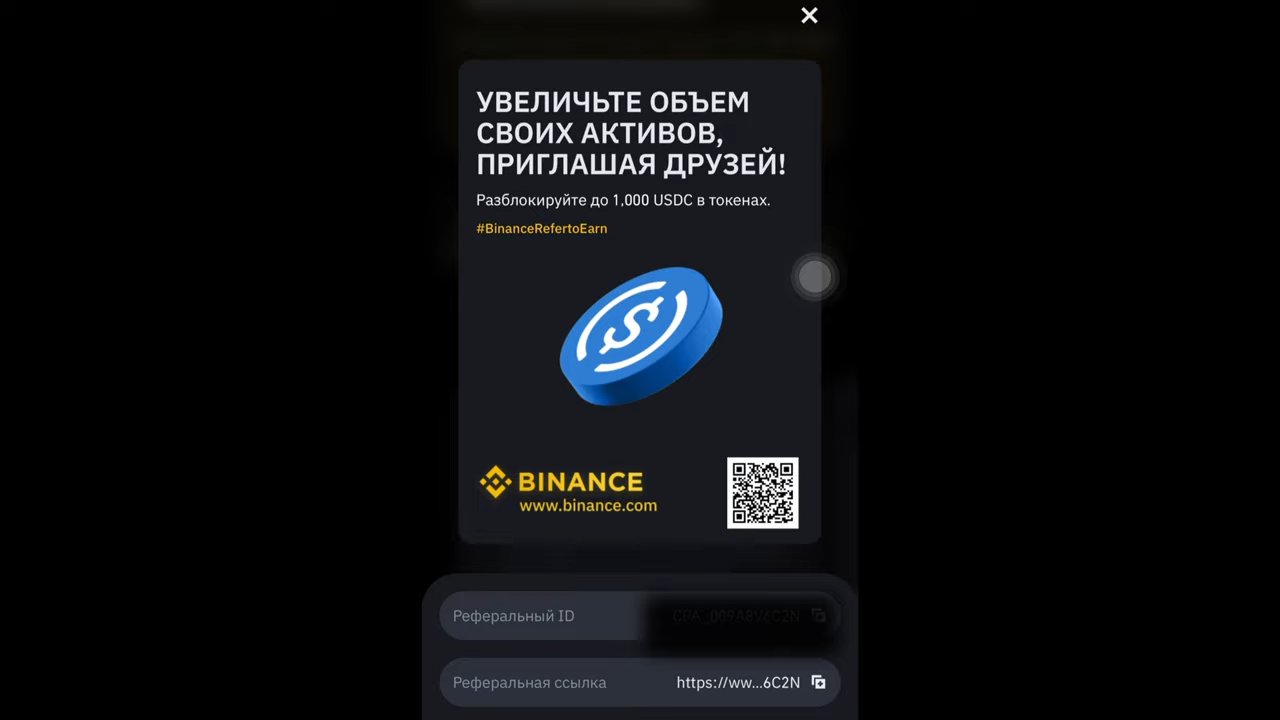 УВЕЛИЧЬТЕ ОБЪЕМ
СВОИХ АКТИВОВ,
ПРИГЛАШАЯ ДРУЗЕЙ!
Разблокируйте до 1,000 USDC в токенах.
#BinanceRefertoEarn
BINANCE
www.binance.com
Реферальный ID
Реферальная ссылка https://ww...6C2N